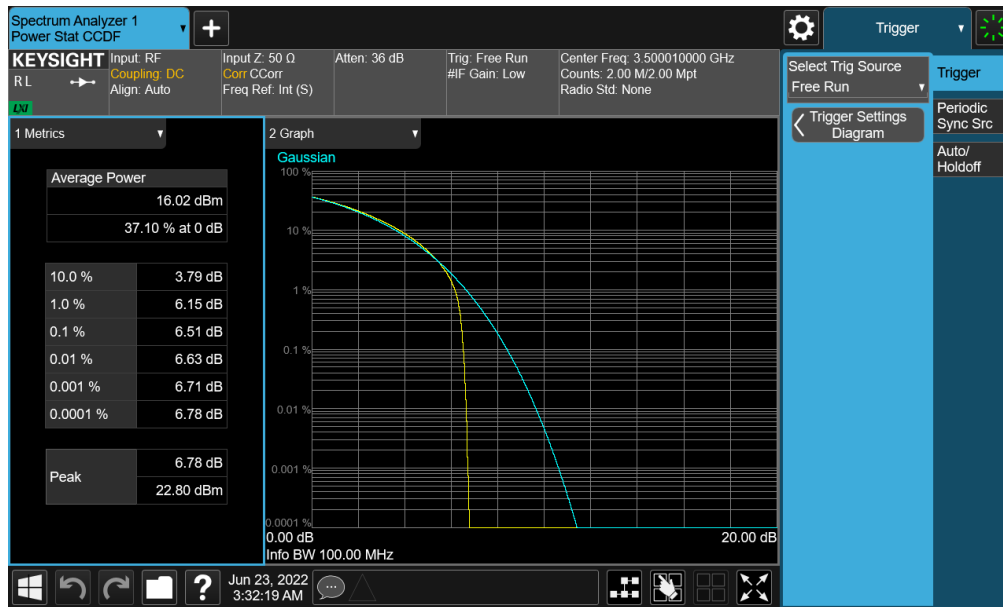 Spectrum Analyzer 1
Power Stat CCDF
+
Trigger
KEYSIGHT
RL
LXI
Input: RF
Coupling: DC
Align: Auto
Input Z: 50 Ω
Corr CCorr
Freq Ref: Int (S)
Atten: 36 dB
Trig: Free Run
#IF Gain: Low
Center Freq: 3.500010000 GHz
Counts: 2.00 M/2.00 Mpt
Radio Std: None
Select Trig Source
Free Run
Trigger Settings
Diagram
Trigger
Periodic
Sync Src
Auto/
Holdoff
1 Metrics
Average Power
16.02 dBm
37.10 % at 0 dB
10.0 % 3.79 dB
1.0 % 6.15 dB
0.1 % 6.51 dB
0.01 % 6.63 dB
0.001 % 6.71 dB
0.0001 % 6.78 dB
Peak
6.78 dB
22.80 dBm
2 Graph
Gaussian
100 %
10 %
1 %
0.1 %
0.01 %
0.001 %
0.0001 %
0.00 dB 20.00 dB
Info BW 100.00 MHz
?
Jun 23, 2022
3:32:19 AM